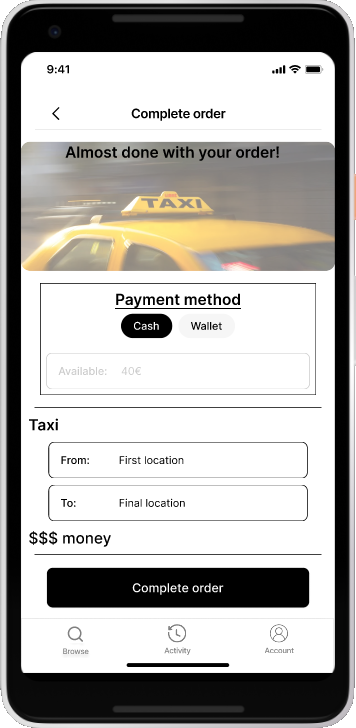 9:41
Complete order
Almost done with your order!
TAXI
Payment method
Cash Wallet
Available: 40€
Taxi
From: First location
To: Final location
$$$ money
Complete order
Browse Activity Account